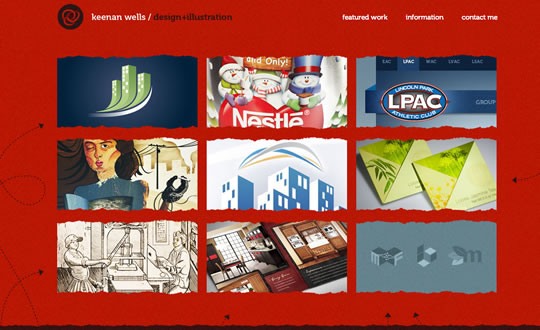 keenan wells / design+illustration
featured work information contact me
and Only!
Nestlé
EAC LPAC WAC LVAC LSAC
LINCOLN PARK
LPAC
ATHLETIC CLUB
GROUP